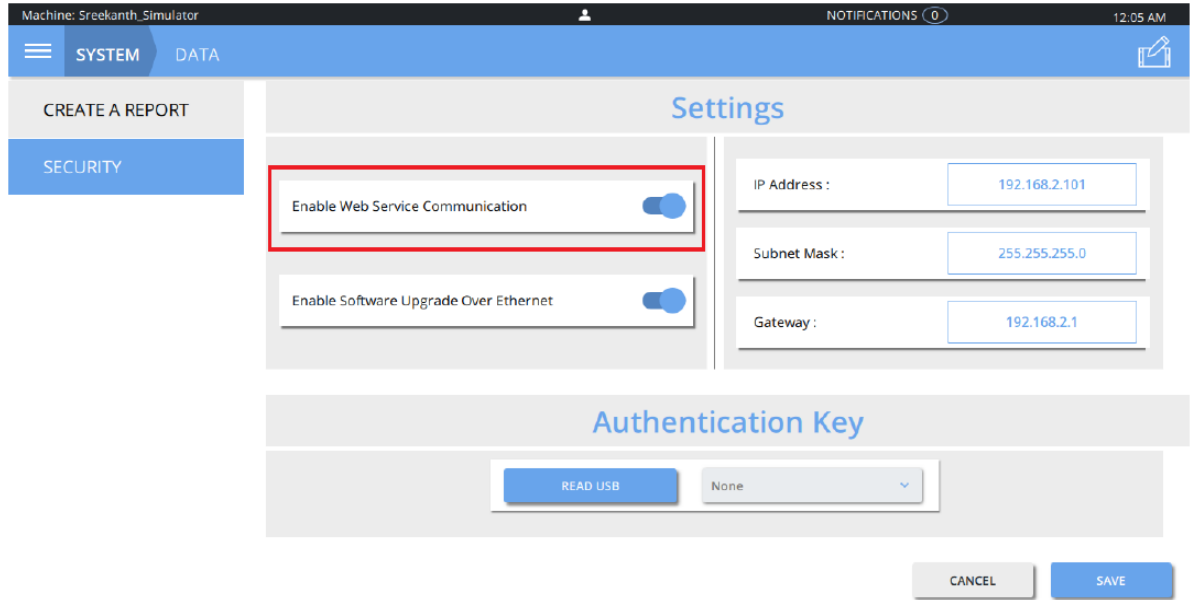 Machine: Sreekanth_Simulator
NOTIFICATIONS 0
12:05 AM
SYSTEM
DATA
CREATE A REPORT
SECURITY
Settings
Enable Web Service Communication
Enable Software Upgrade Over Ethernet
IP Address :
192.168.2.101
Subnet Mask :
255.255.255.0
Gateway :
192.168.2.1
Authentication Key
READ USB
None
CANCEL
SAVE